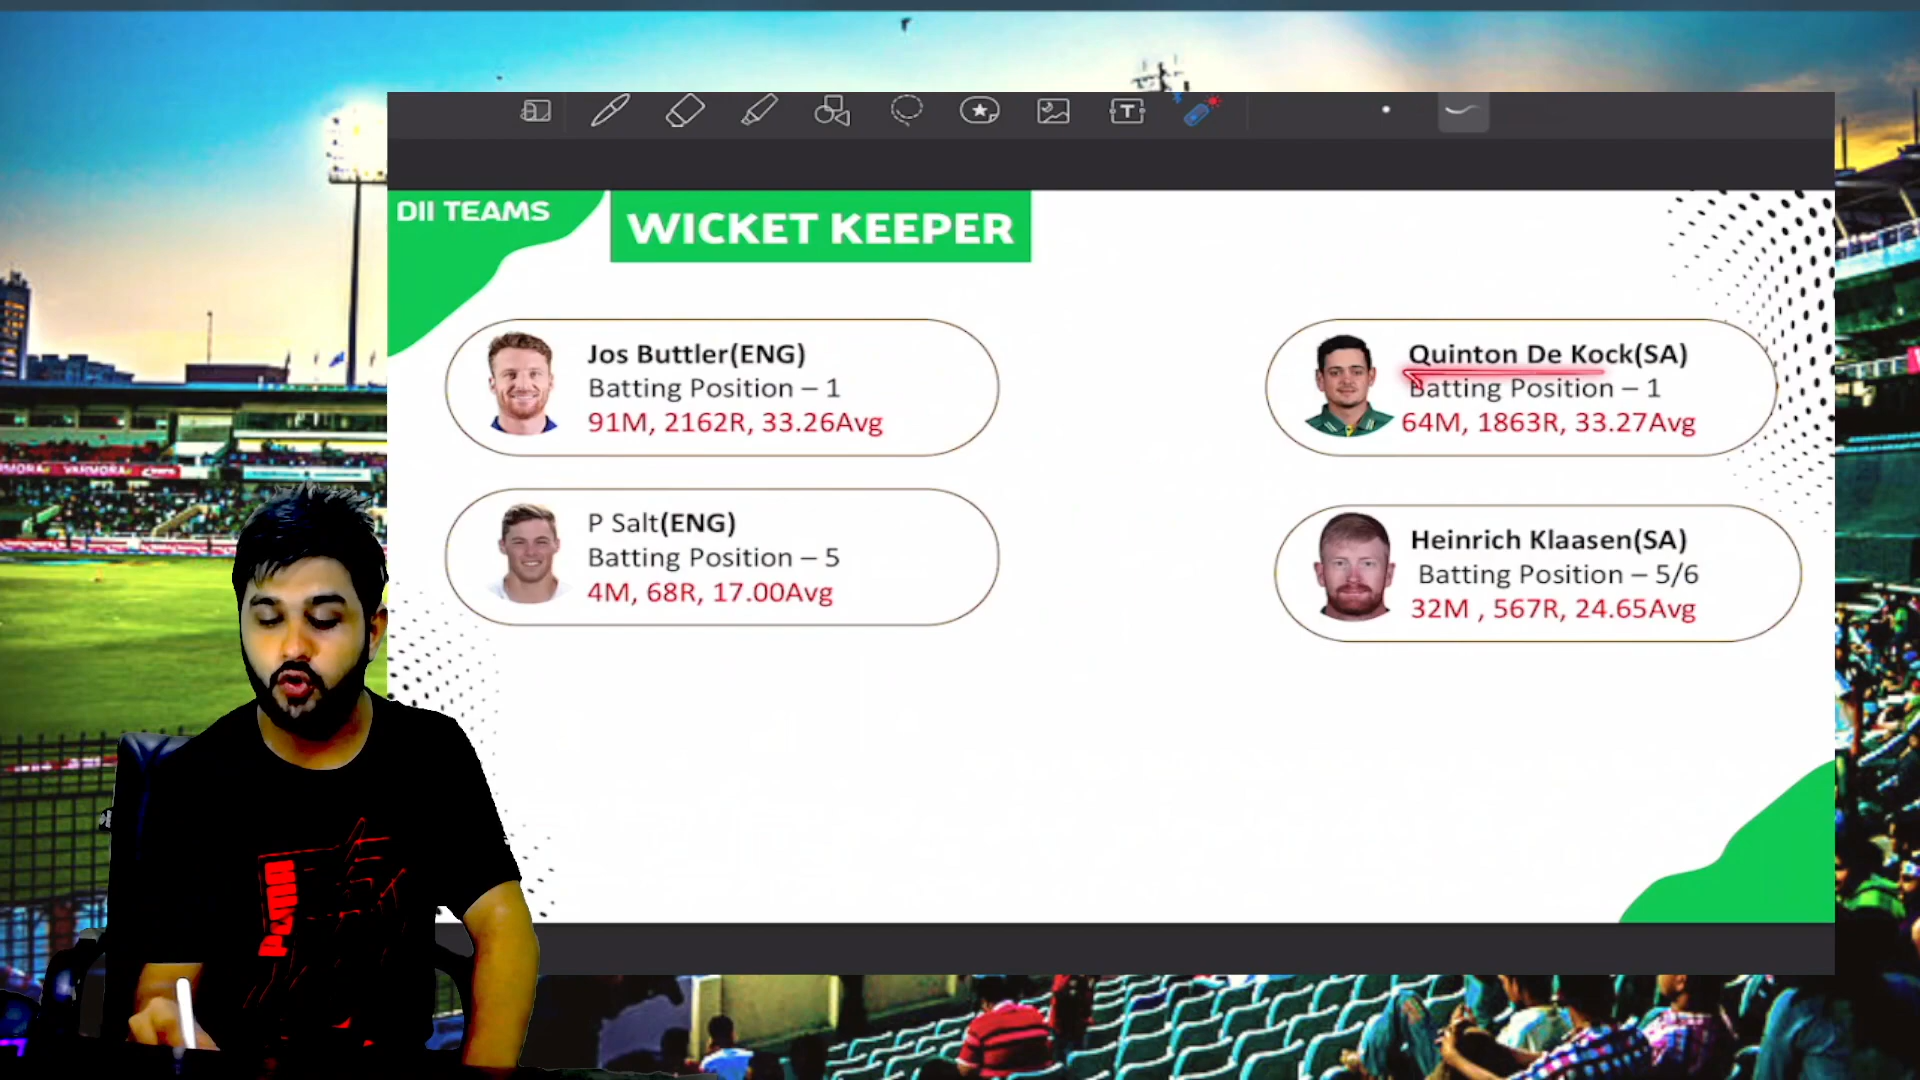 DII TEAMS
WICKET KEEPER
Jos Buttler(ENG)
Batting Position – 1
91M, 2162R, 33.26Avg
Quinton De Kock(SA)
Batting Position – 1
64M, 1863R, 33.27Avg
P Salt(ENG)
Batting Position – 5
4M, 68R, 17.00Avg
Heinrich Klaasen(SA)
Batting Position – 5/6
32M , 567R, 24.65Avg
T
VARMORA
PUMA